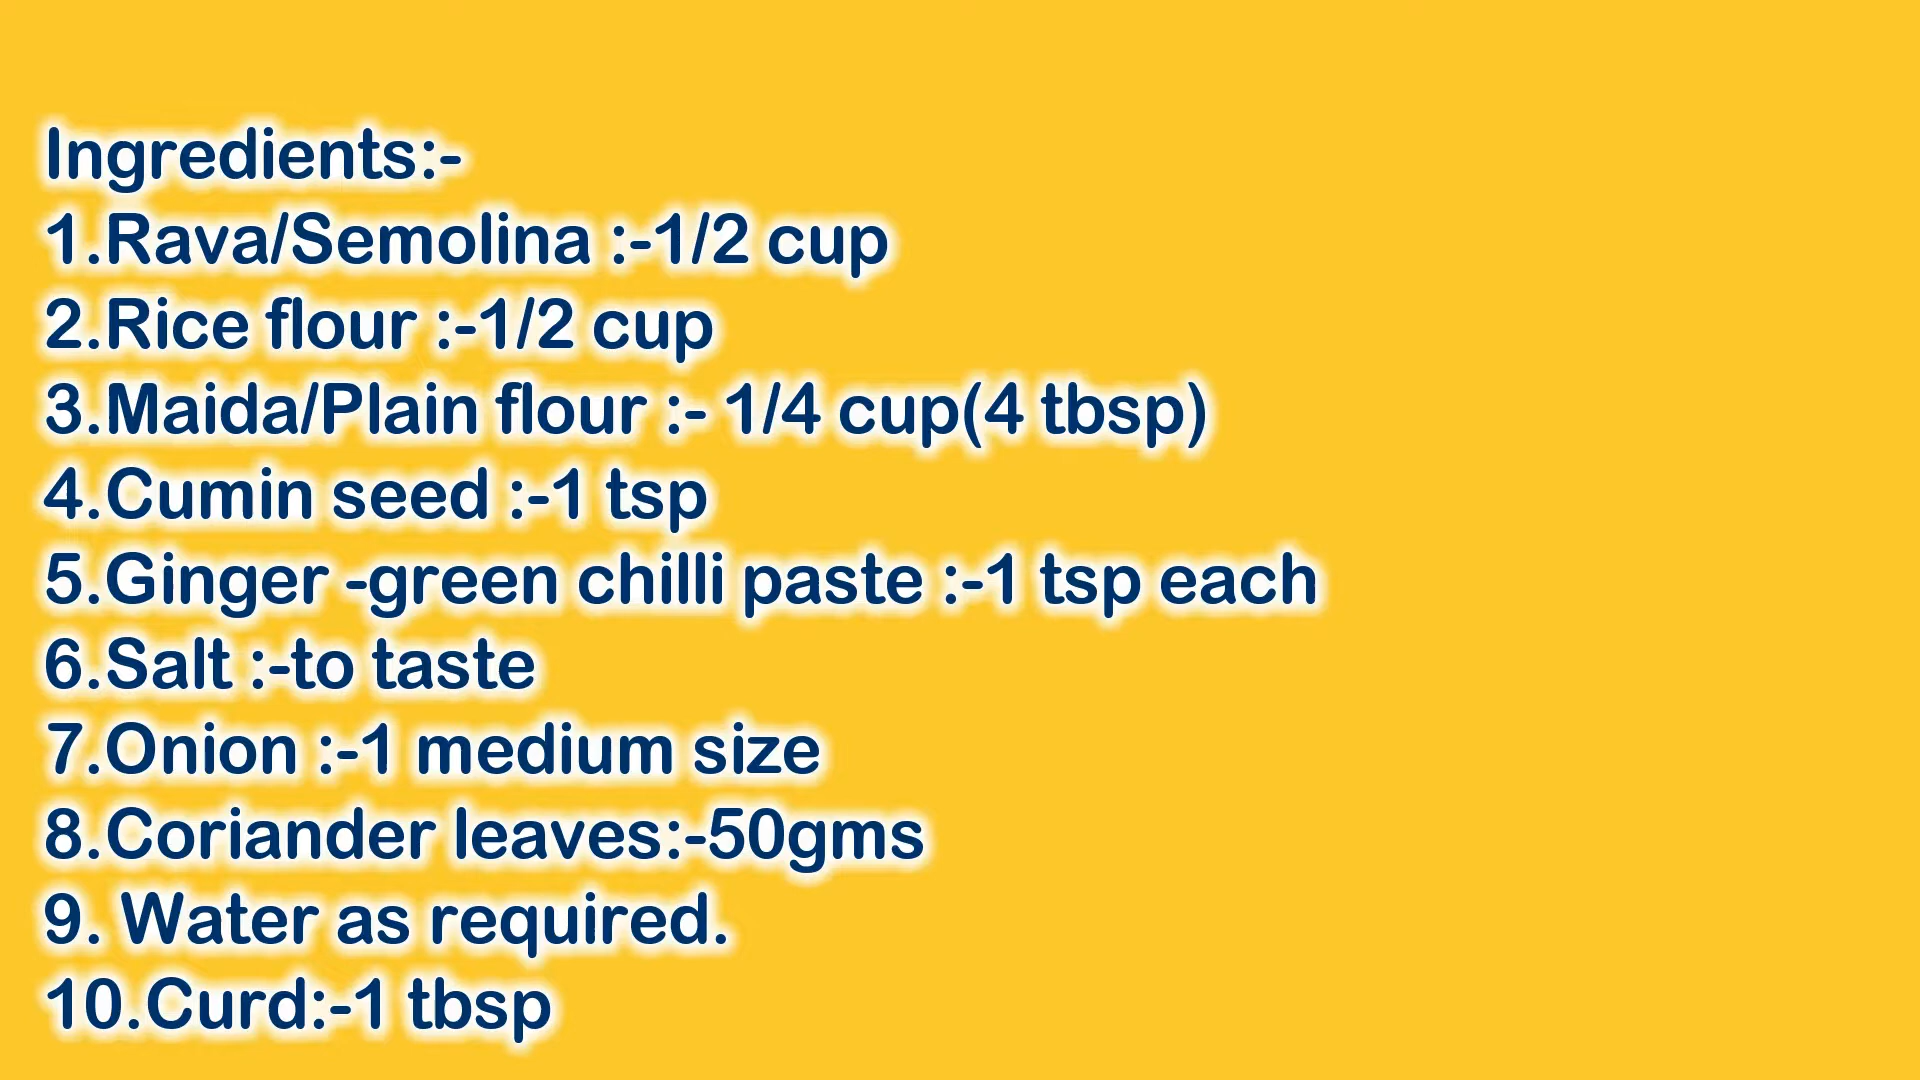 Ingredients:-
1.Rava/Semolina :-1/2 cup
2.Rice flour :-1/2 cup
3.Maida/Plain flour :- 1/4 cup(4 tbsp)
4.Cumin seed :-1 tsp
5.Ginger -green chilli paste :-1 tsp each
6.Salt :-to taste
7.Onion :-1 medium size
8.Coriander leaves:-50gms
9. Water as required.
10.Curd:-1 tbsp